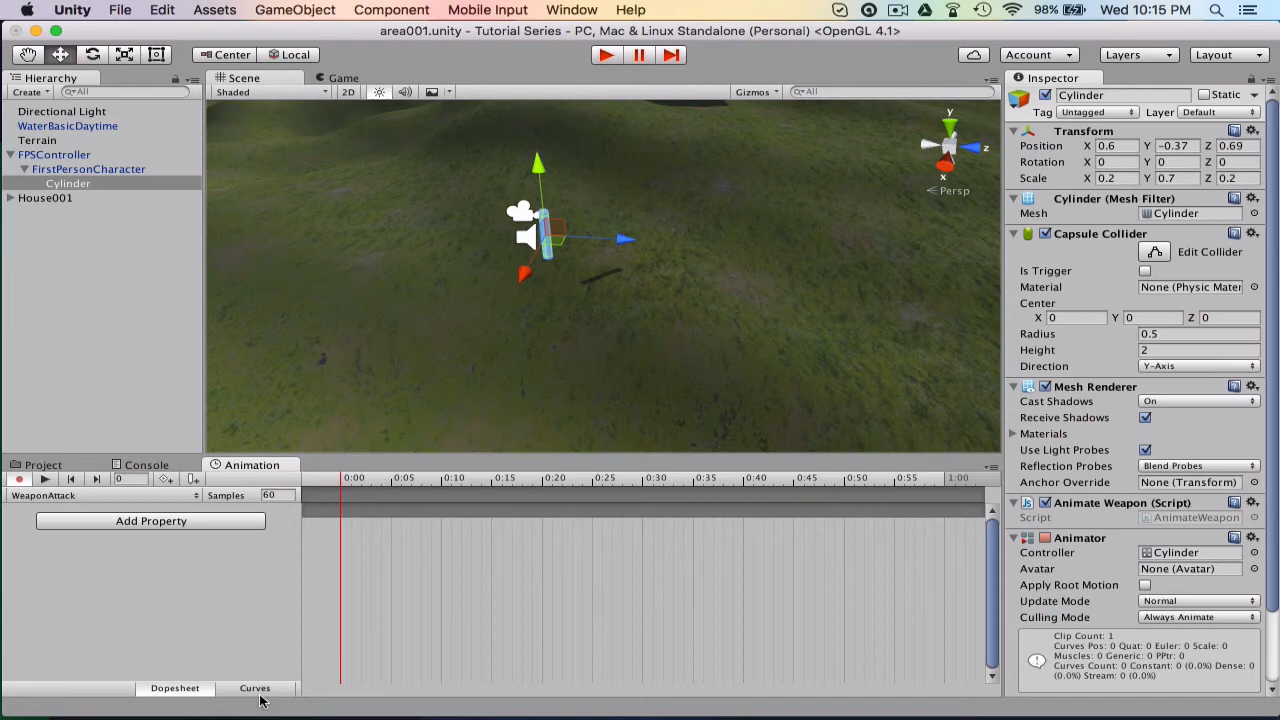 Unity File Edit Assets GameObject Component Mobile Input Window Help 98% Wed 10:15 PM
area001.unity - Tutorial Series - PC, Mac & Linux Standalone (Personal) <OpenGL 4.1>
Center Local Account Layers Layout
Hierarchy
Create All
Directional Light
WaterBasicDaytime
Terrain
FPSController
FirstPersonCharacter
Cylinder
House001
Scene Game
Shaded 2D Gizmos All
y
z
x
Persp
Inspector
Cylinder Static
Tag Untagged Layer Default
Transform
Position X 0.6 Y -0.37 Z 0.69
Rotation X 0 Y 0 Z 0
Scale X 0.2 Y 0.7 Z 0.2
Cylinder (Mesh Filter)
Mesh Cylinder
Capsule Collider
Edit Collider
Is Trigger
Material None (Physic Mater
Center
X 0 Y 0 Z 0
Radius 0.5
Height 2
Direction Y-Axis
Mesh Renderer
Cast Shadows On
Receive Shadows
Materials
Use Light Probes
Reflection Probes Blend Probes
Anchor Override None (Transform)
Animate Weapon (Script)
Script AnimateWeapon
Animator
Controller Cylinder
Avatar None (Avatar)
Apply Root Motion
Update Mode Normal
Culling Mode Always Animate
Clip Count: 1
Curves Pos: 0 Quat: 0 Euler: 0 Scale: 0
Muscles: 0 Generic: 0 PPtr: 0
Curves Count: 0 Constant: 0 (0.0%) Dense: 0
(0.0%) Stream: 0 (0.0%)
Project Console Animation
0 0:00 0:05 0:10 0:15 0:20 0:25 0:30 0:35 0:40 0:45 0:50 0:55 1:00
WeaponAttack Samples 60
Add Property
Dopesheet Curves